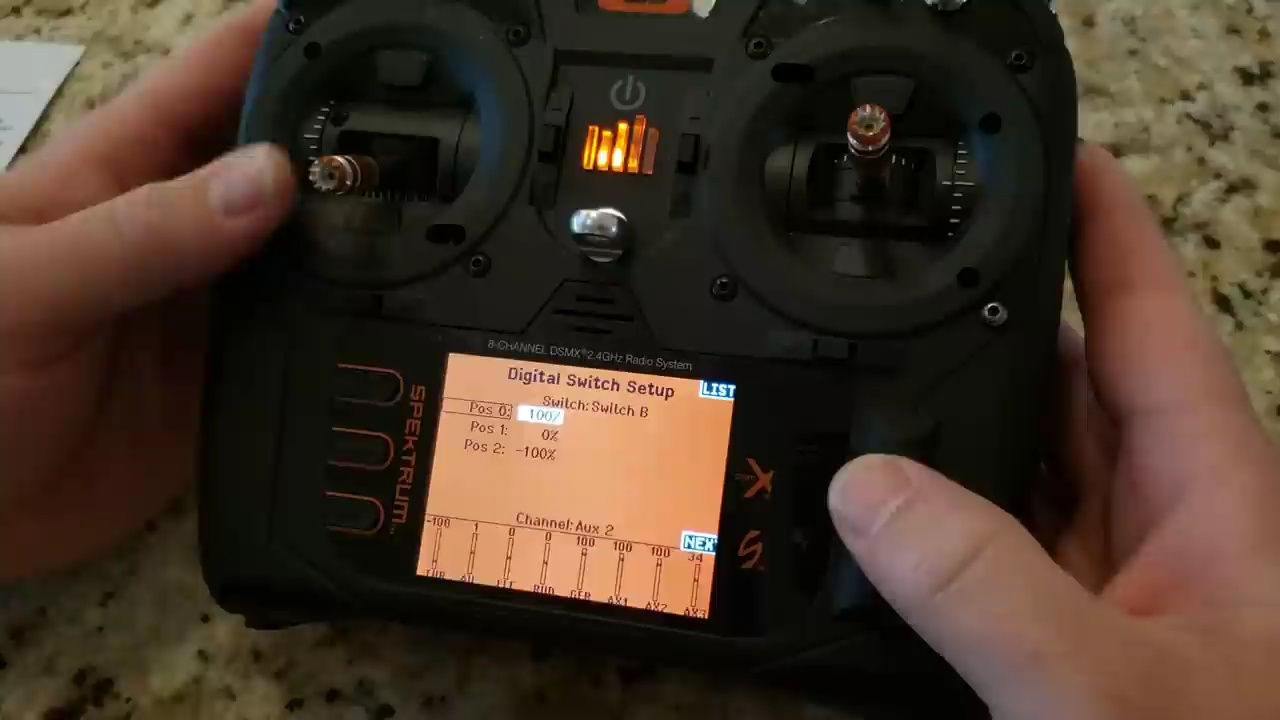 8-CHANNEL DSMX® 2.4GHz Radio System
Digital Switch Setup
LIST
Switch: Switch B
Pos 0: 100%
Pos 1: 0%
Pos 2: -100%
Channel: Aux 2
NEXT
-100 1 0 0 100 100 100 34
THR AIL ELE RUD GER AX1 AX2 AX3
SPEKTRUM
X
S